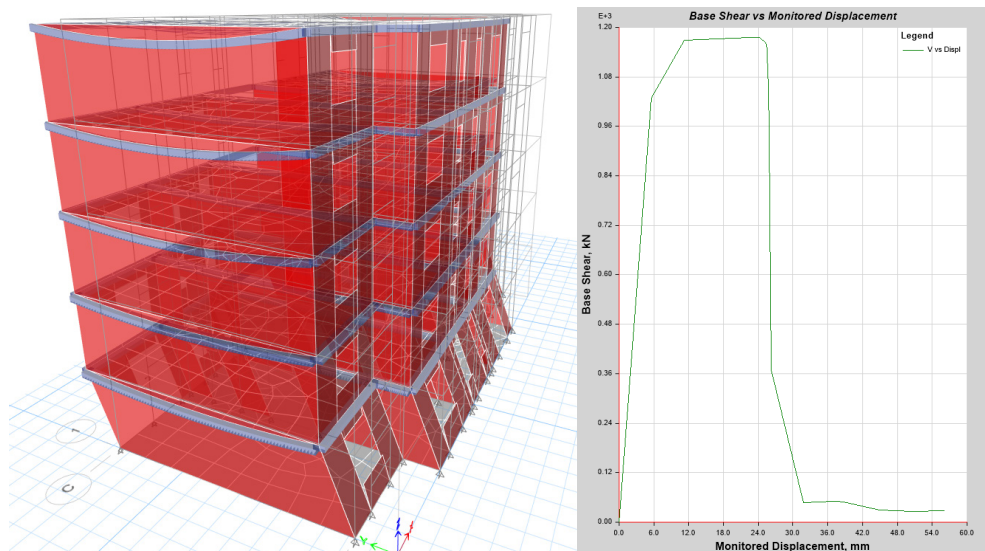 Base Shear vs Monitored Displacement
E+3
Legend
V vs Displ
1.20
1.08
0.96
0.84
0.72
0.60
0.48
0.36
0.24
0.12
0.00
Base Shear, kN
0.0 6.0 12.0 18.0 24.0 30.0 36.0 42.0 48.0 54.0 60.0
Monitored Displacement, mm
1
C
Y